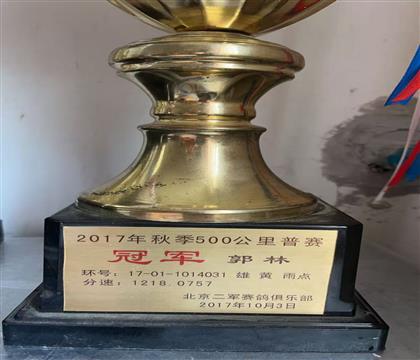 2017年秋季500公里普赛
冠军 郭林
环号: 17-01-1014031 雄 黄 雨点
分速: 1218.0757
北京二军赛鸽俱乐部
2017年10月3日